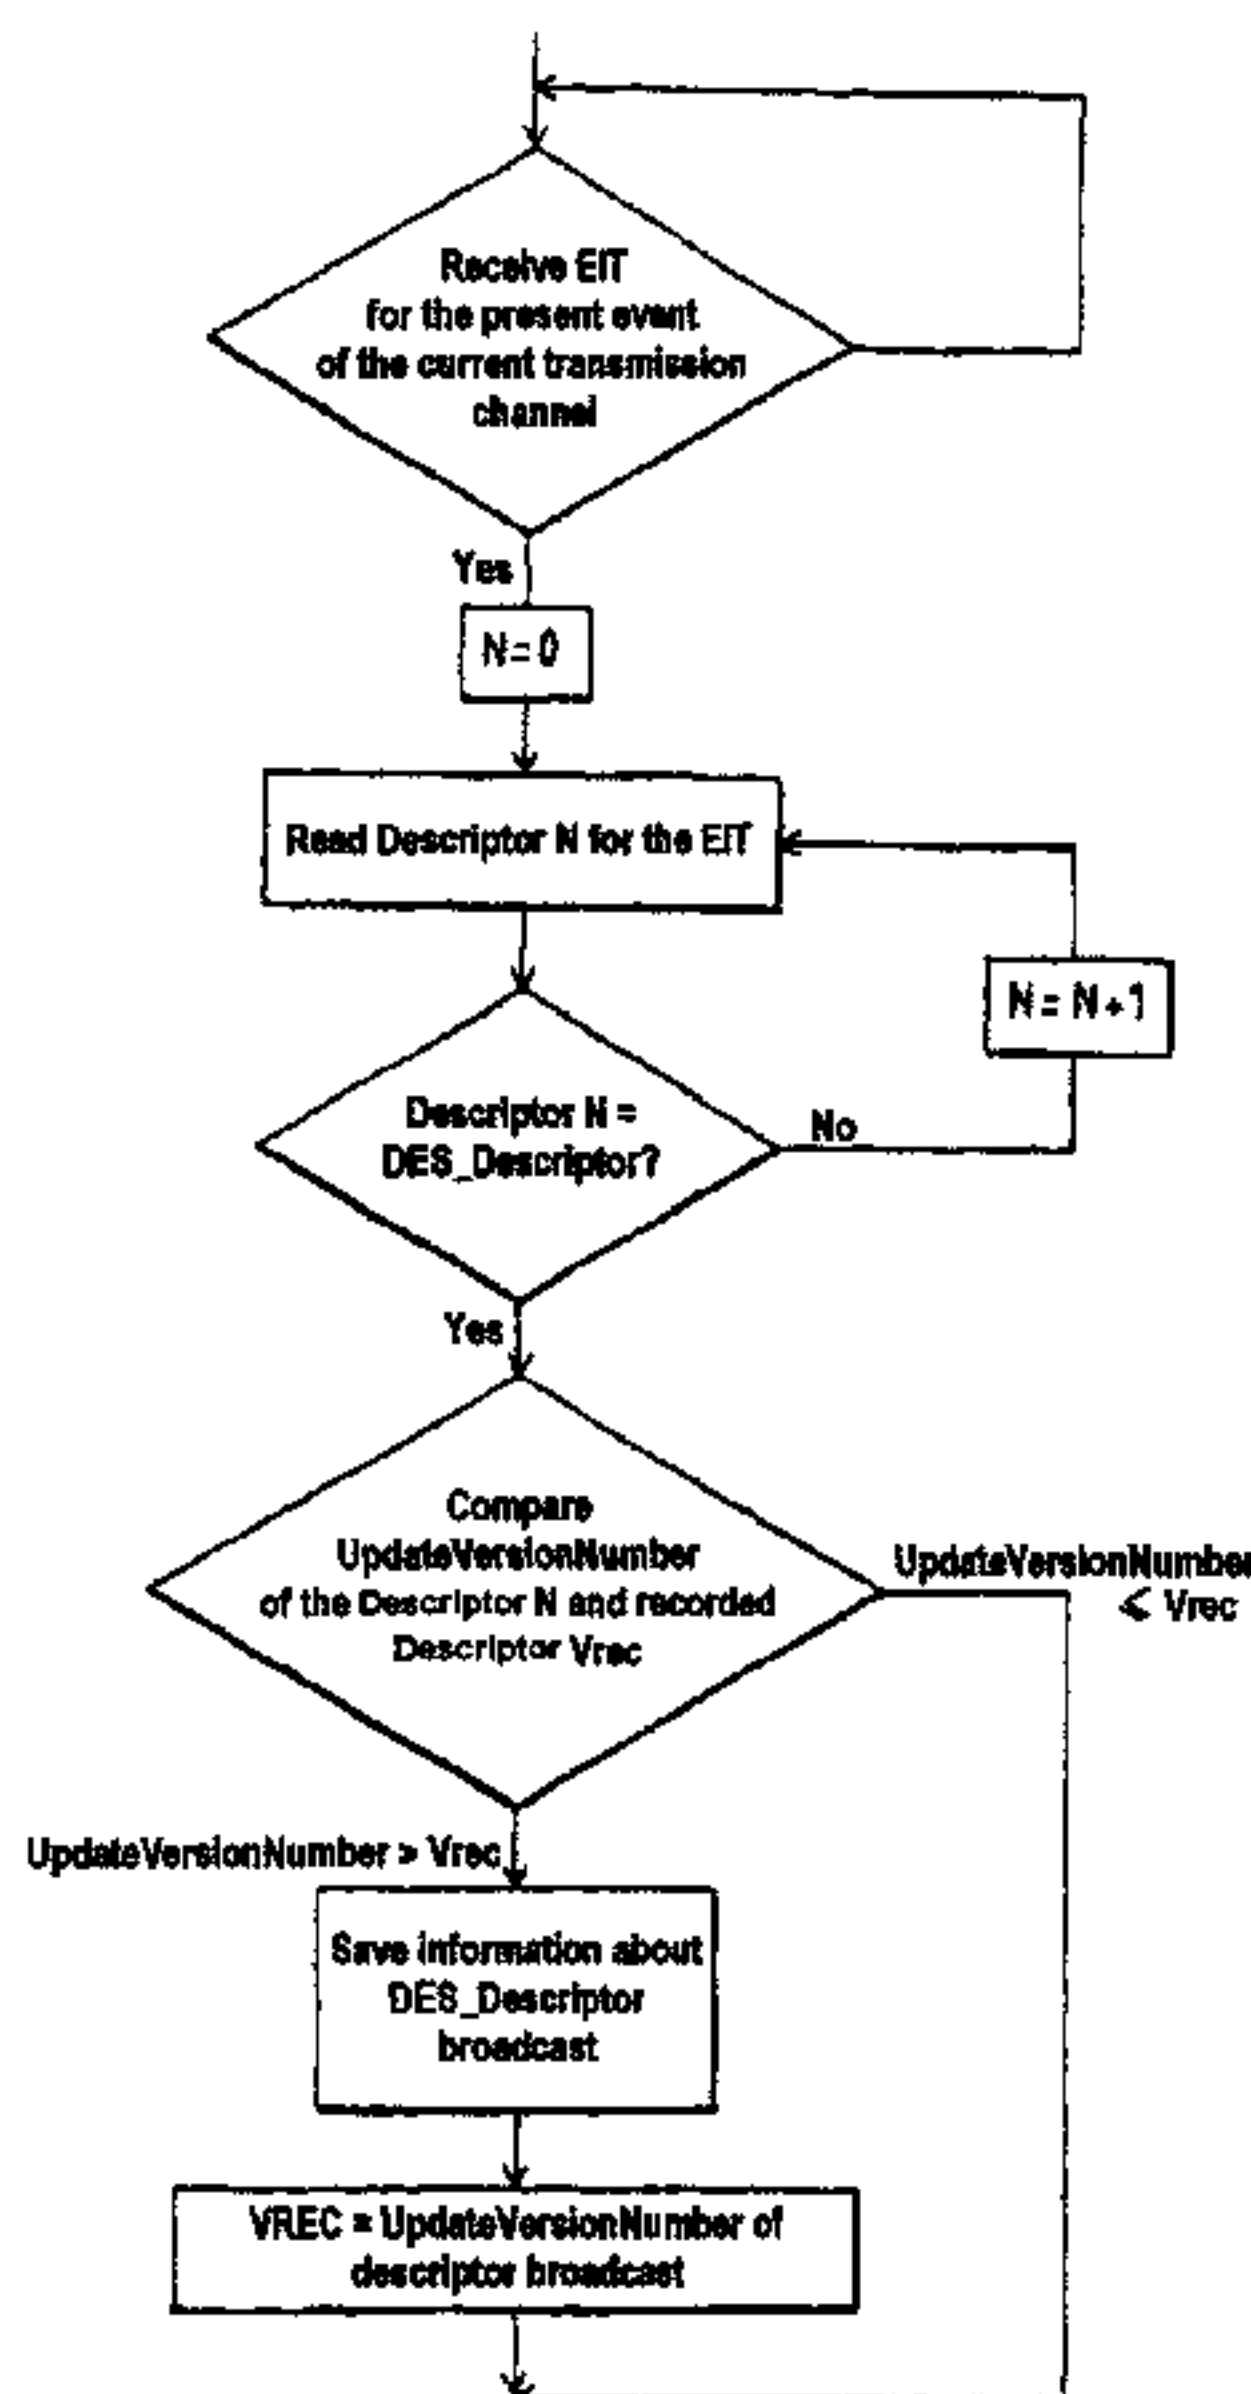 Receive EIT
for the present event
of the current transmission
channel
Yes
N = 0
Read Descriptor N for the EIT
N = N + 1
Descriptor N =
DES_Descriptor?
No
Yes
Compare
UpdateVersionNumber
of the Descriptor N and recorded
Descriptor Vrec
UpdateVersionNumber
⩽ Vrec
UpdateVersionNumber > Vrec
Save information about
DES_Descriptor
broadcast
VREC = UpdateVersionNumber of
descriptor broadcast